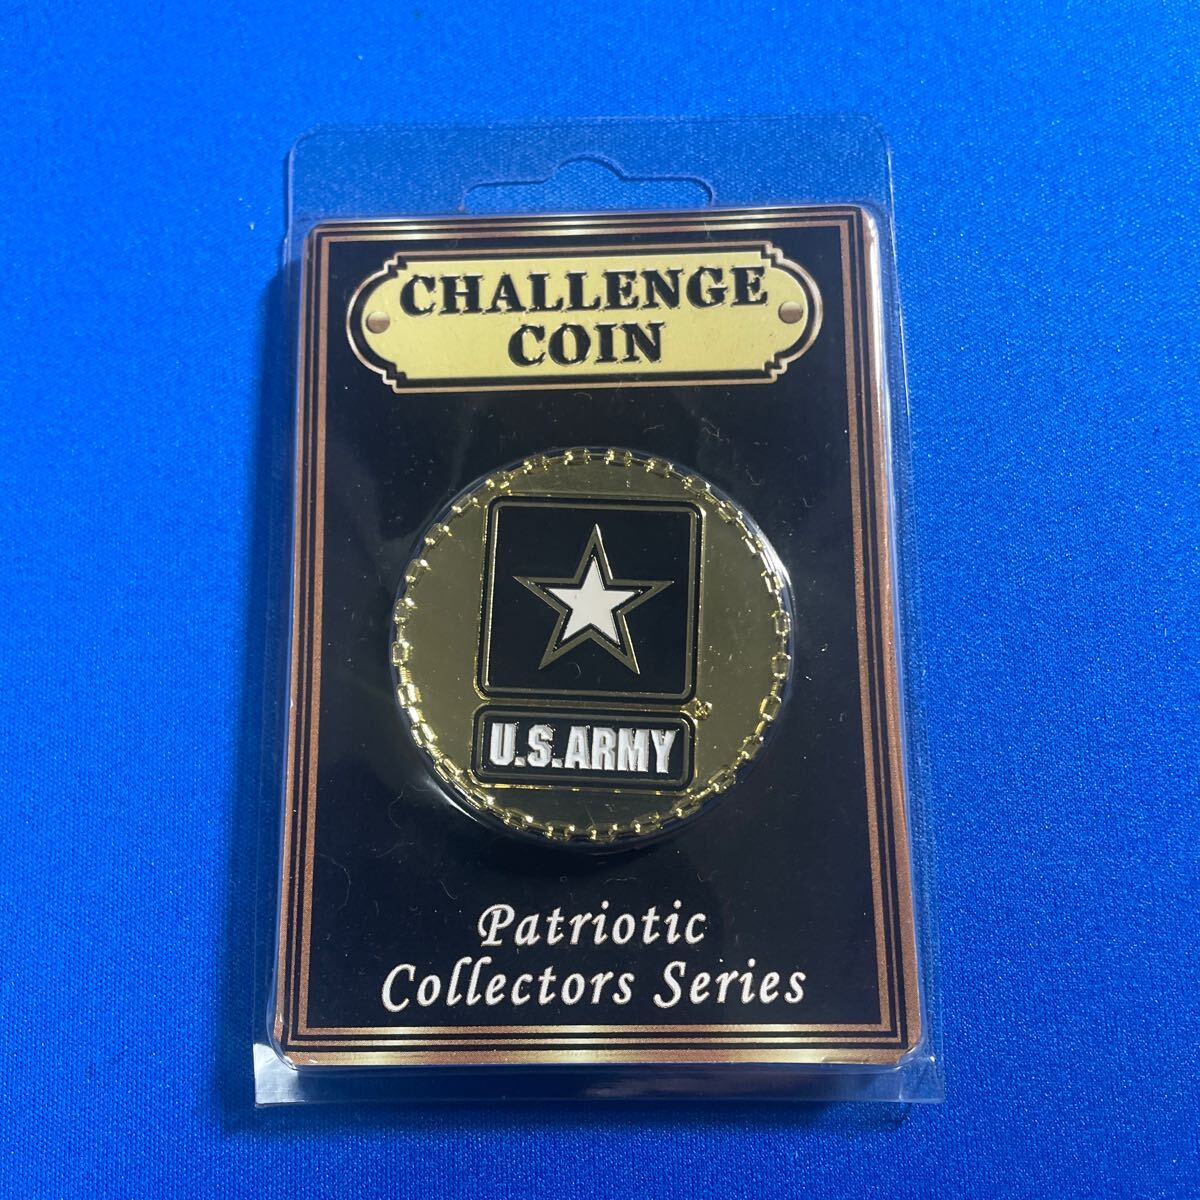 CHALLENGE
COIN
U.S.ARMY
Patriotic
Collectors Series